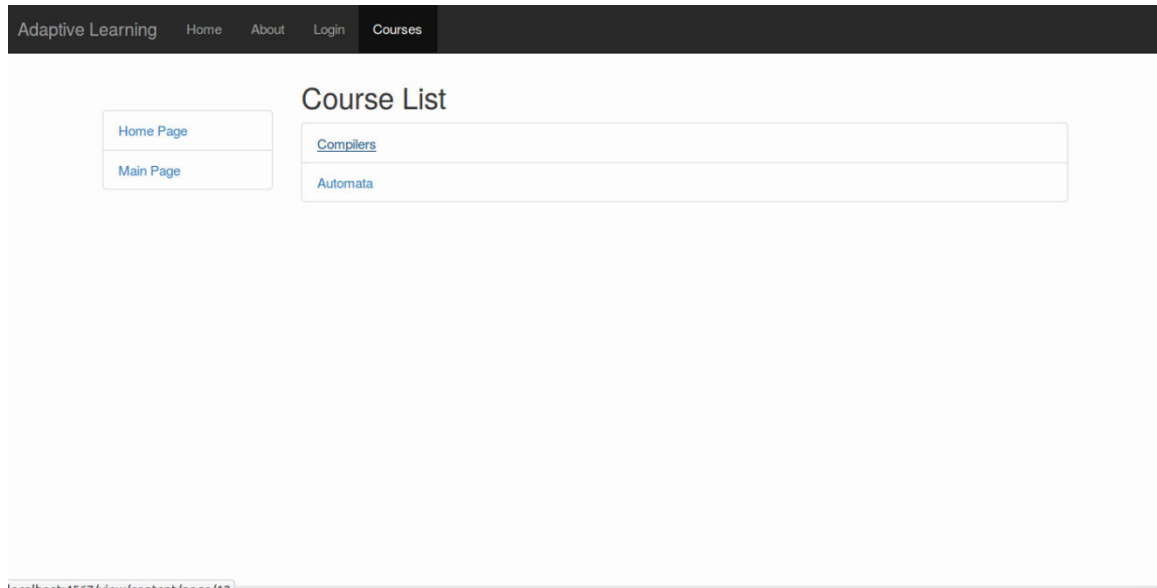 Adaptive Learning Home About Login Courses
Course List
Home Page
Main Page
Compilers
Automata